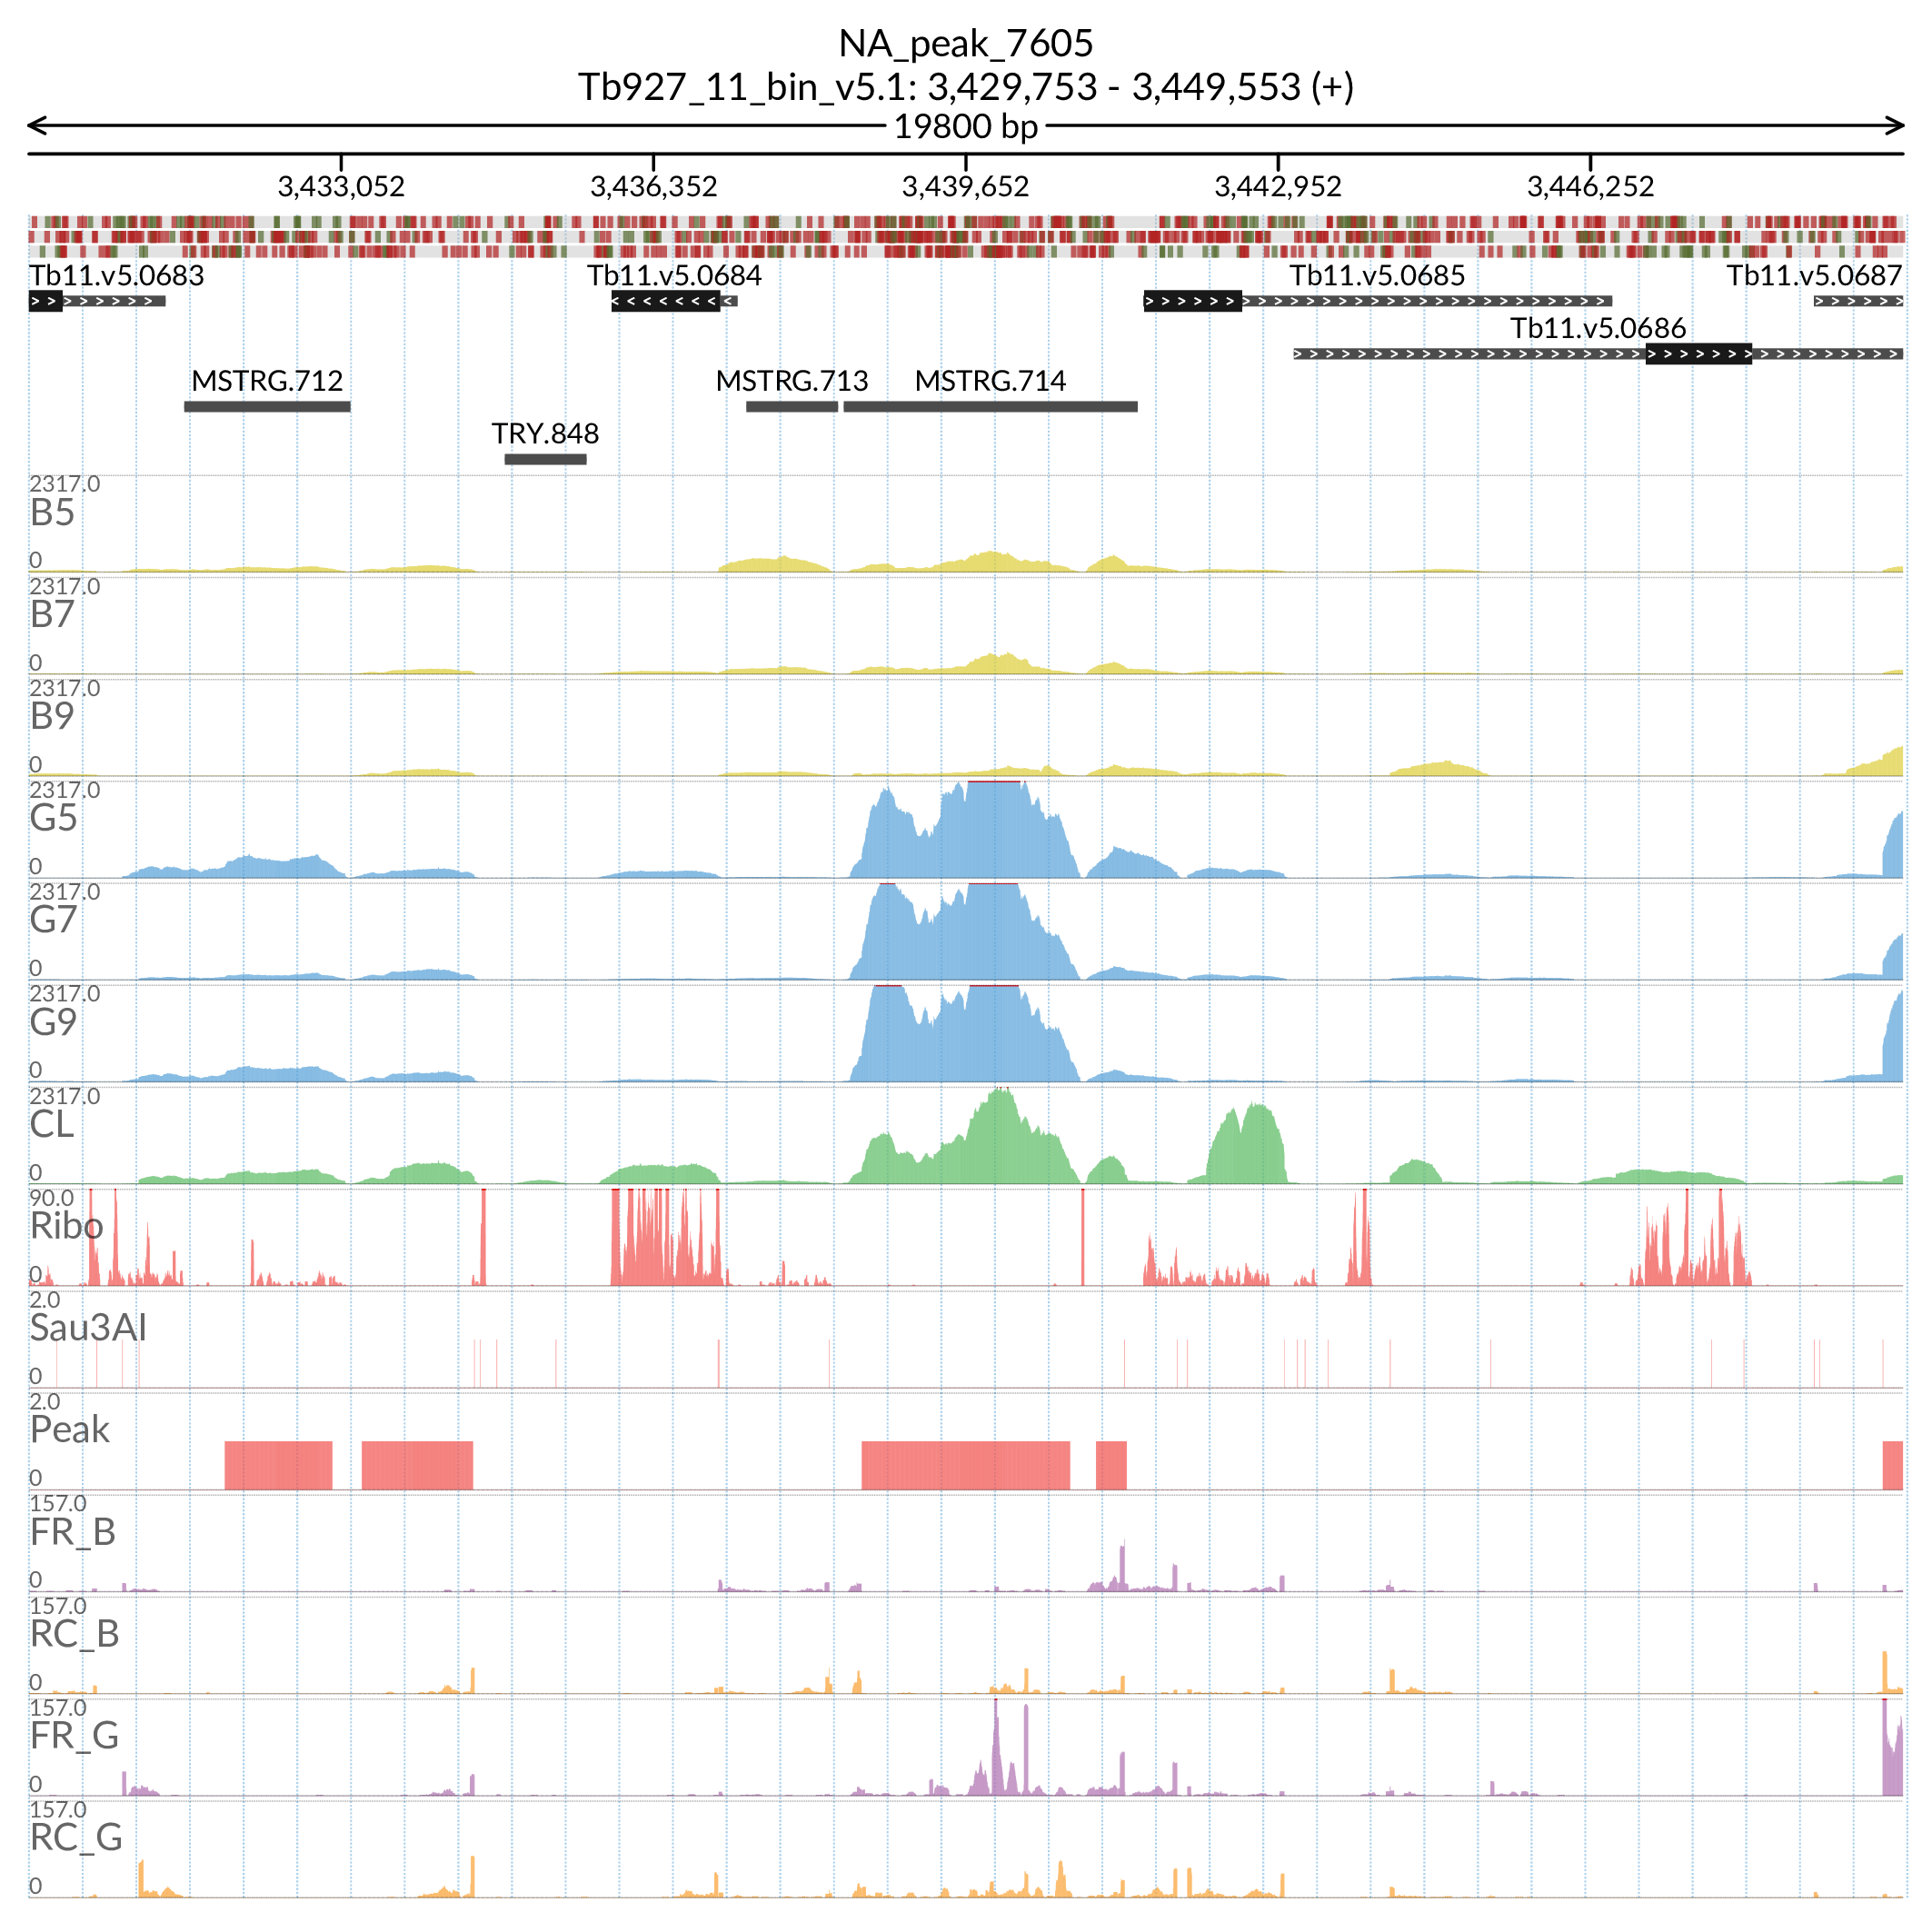 NA_peak_7605
Tb927_11_bin_v5.1: 3,429,753 - 3,449,553 (+)
19800 bp
3,433,052 3,436,352 3,439,652 3,442,952 3,446,252
Tb11.v5.0683 Tb11.v5.0684 Tb11.v5.0685 Tb11.v5.0687
Tb11.v5.0686
MSTRG.712 MSTRG.713 MSTRG.714
TRY.848
2317.0
B5
0
2317.0
B7
0
2317.0
B9
0
2317.0
G5
0
2317.0
G7
0
2317.0
G9
0
2317.0
CL
0
90.0
Ribo
0
2.0
Sau3AI
0
2.0
Peak
0
157.0
FR_B
0
157.0
RC_B
0
157.0
FR_G
0
157.0
RC_G
0